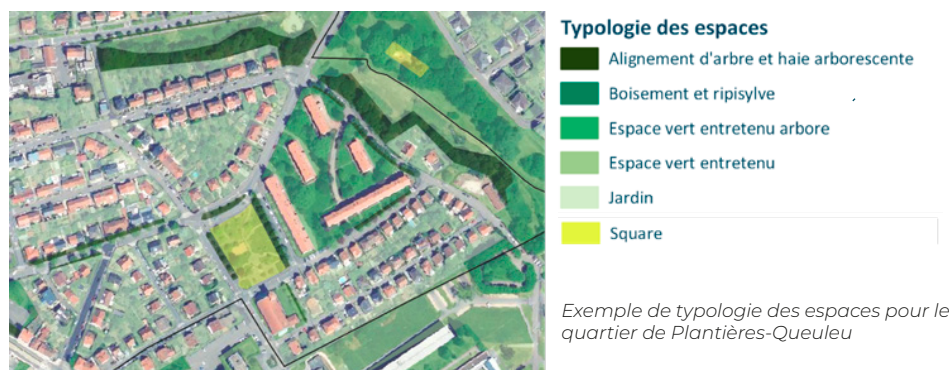 Typologie des espaces
Alignement d'arbre et haie arborescente
Boisement et ripisylve
Espace vert entretenu arbore
Espace vert entretenu
Jardin
Square
Exemple de typologie des espaces pour le
quartier de Plantières-Queuleu